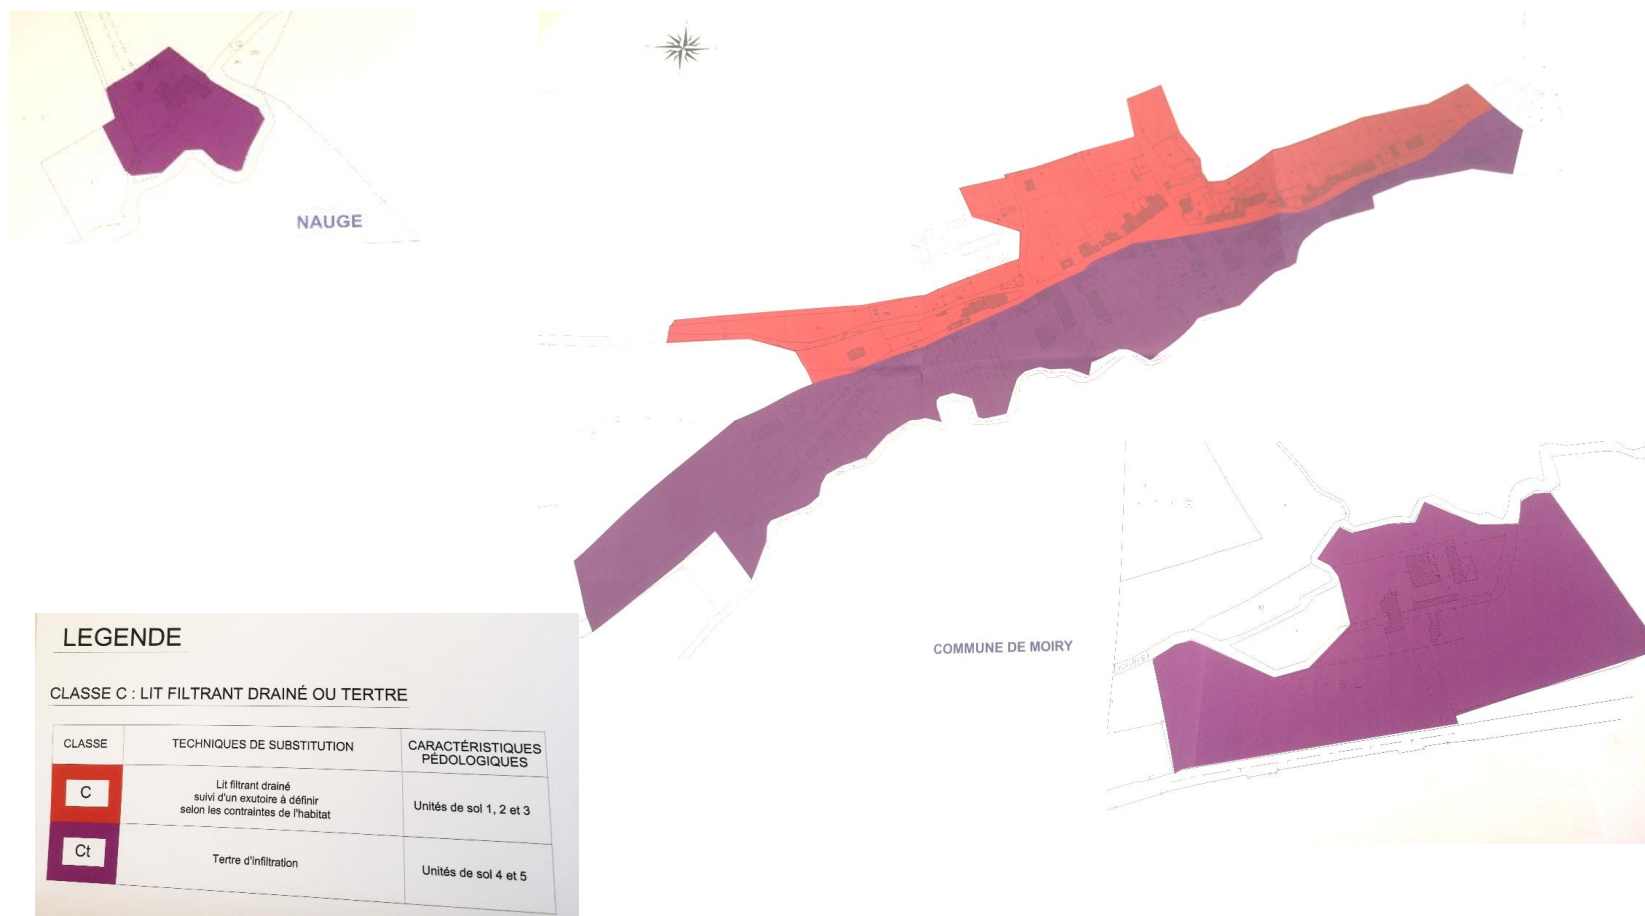 NAUGE
COMMUNE DE MOIRY
LEGENDE
CLASSE C : LIT FILTRANT DRAINÉ OU TERTRE
CLASSE
TECHNIQUES DE SUBSTITUTION
CARACTÉRISTIQUES
PÉDOLOGIQUES
C
Lit filtrant drainé
suivi d'un exutoire à définir
selon les contraintes de l'habitat
Unités de sol 1, 2 et 3
Ct
Tertre d'infiltration
Unités de sol 4 et 5